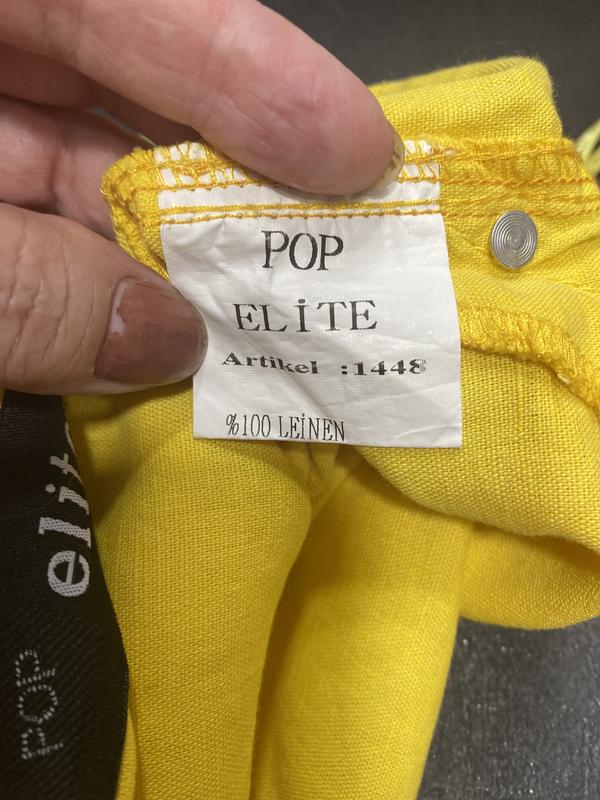 POP
ELİTE
Artikel :1448
%100 LEİNEN
elit
POP